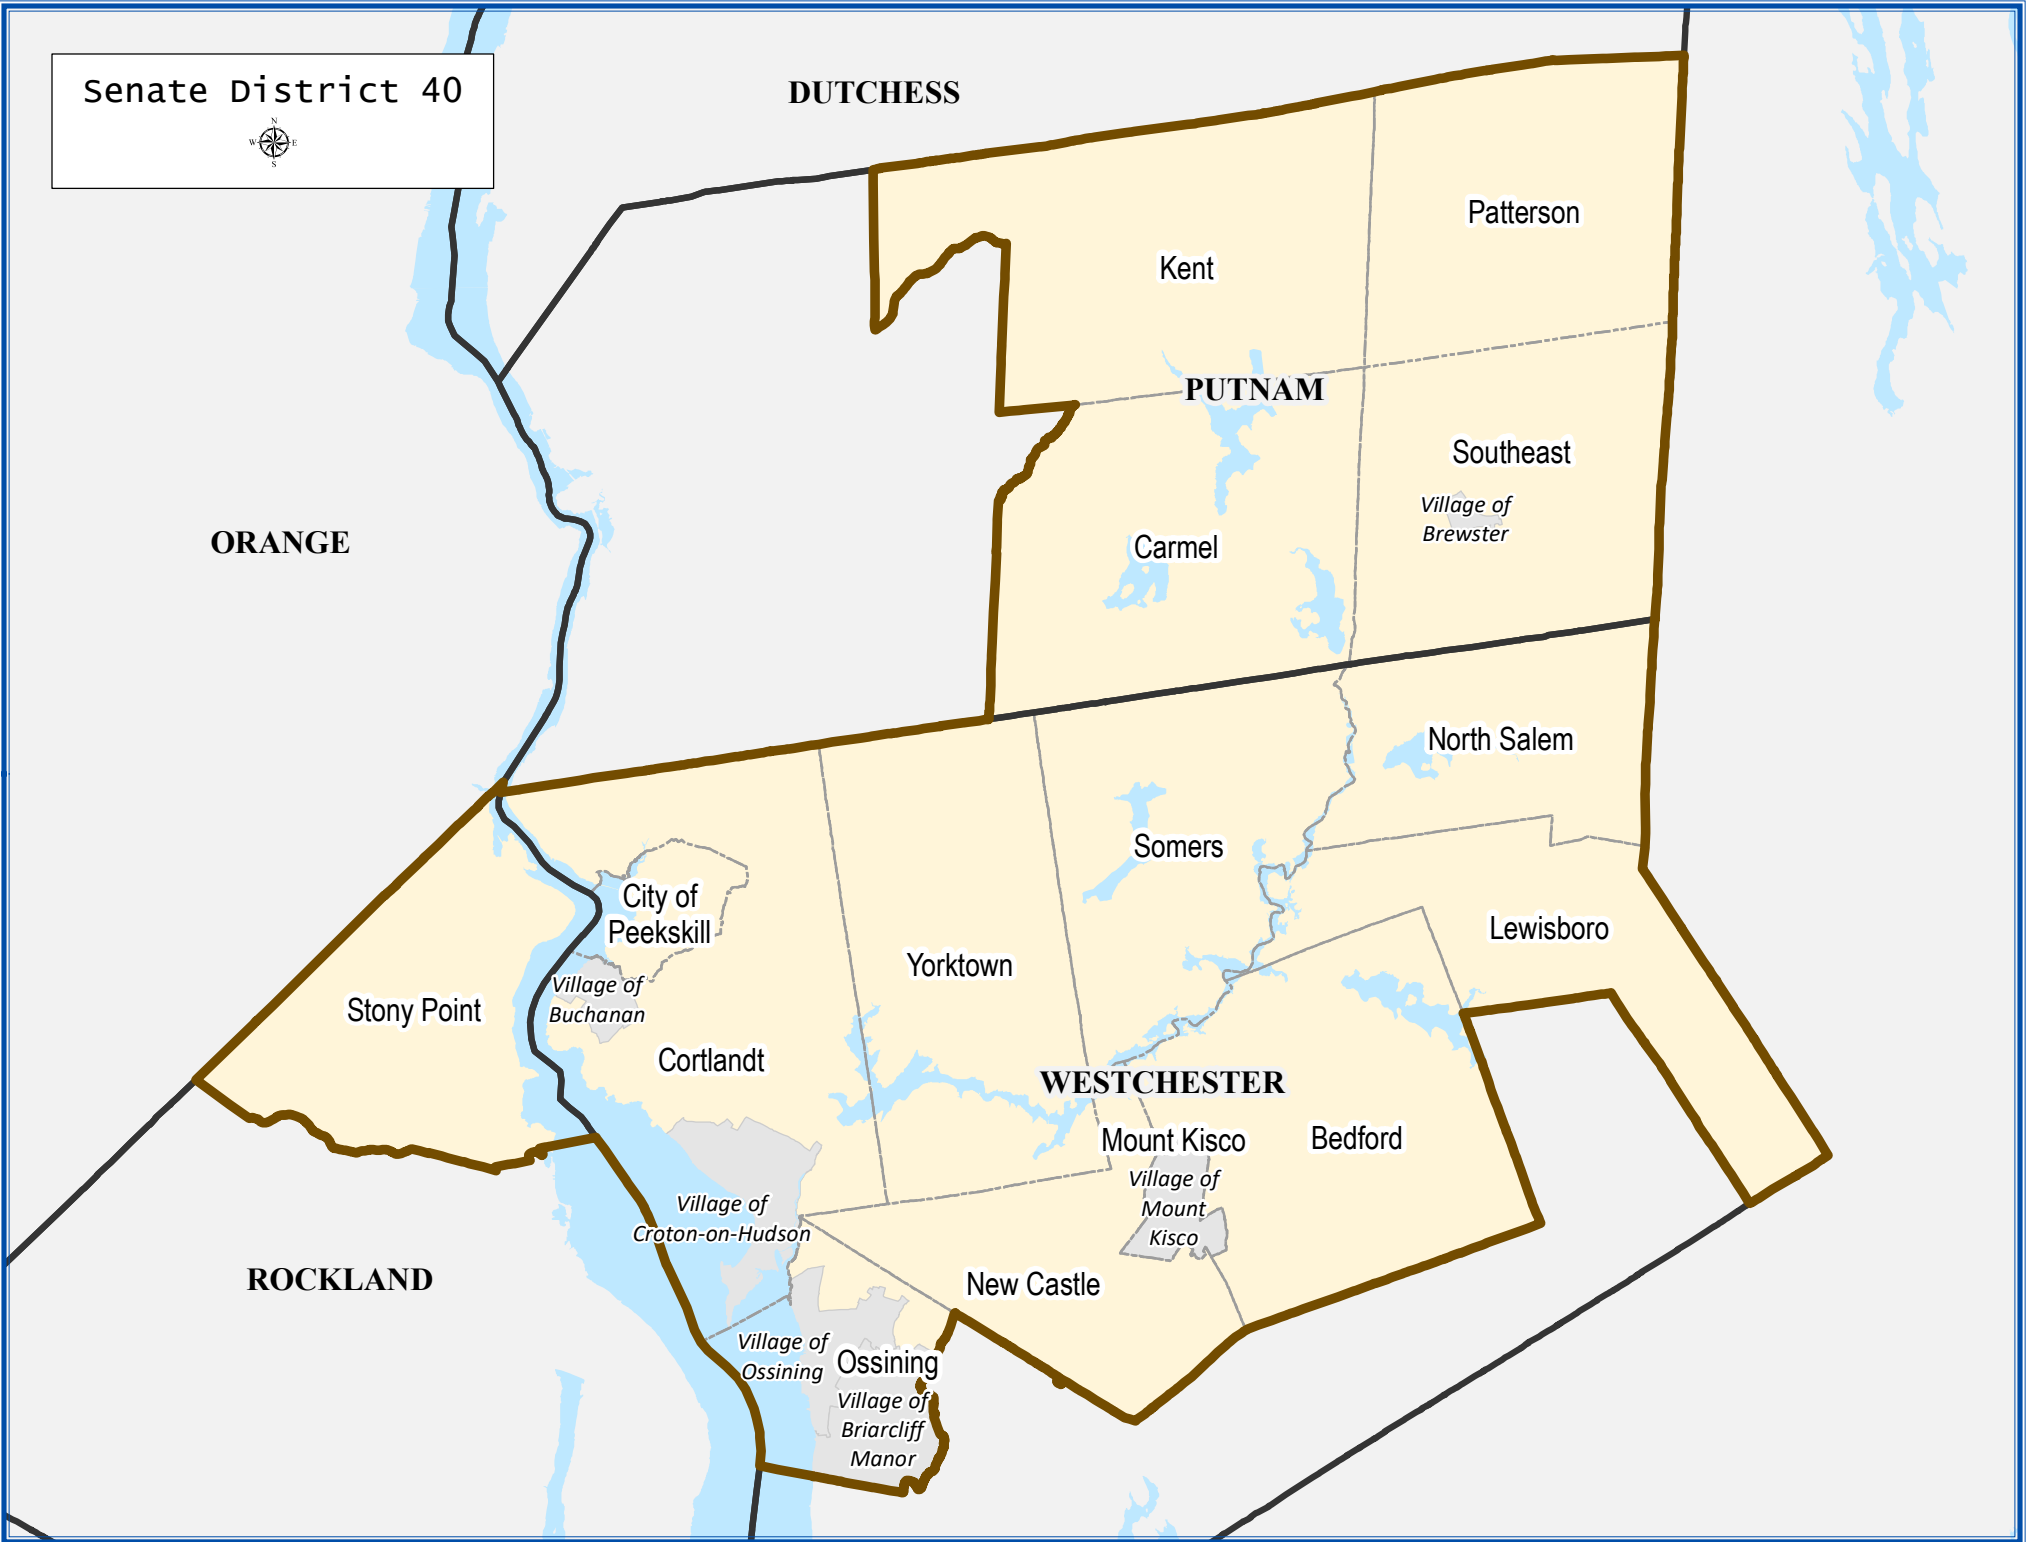 Senate District 40
N
W E
S
DUTCHESS
Patterson
Kent
PUTNAM
Southeast
Village of
Brewster
ORANGE
Carmel
North Salem
Somers
City of
Peekskill
Lewisboro
Yorktown
Village of
Buchanan
Stony Point
Cortlandt
WESTCHESTER
Mount Kisco
Bedford
Village of
Mount
Kisco
Village of
Croton-on-Hudson
ROCKLAND
New Castle
Village of
Ossining
Ossining
Village of
Briarcliff
Manor